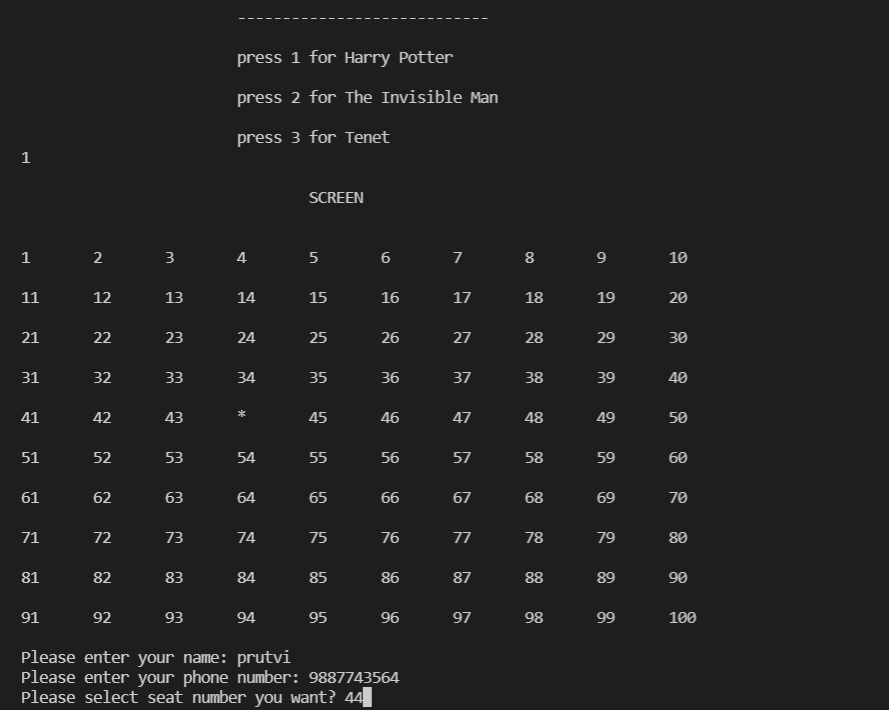 ----------------------------
press 1 for Harry Potter
press 2 for The Invisible Man
press 3 for Tenet
1
SCREEN
1 2 3 4 5 6 7 8 9 10
11 12 13 14 15 16 17 18 19 20
21 22 23 24 25 26 27 28 29 30
31 32 33 34 35 36 37 38 39 40
41 42 43 * 45 46 47 48 49 50
51 52 53 54 55 56 57 58 59 60
61 62 63 64 65 66 67 68 69 70
71 72 73 74 75 76 77 78 79 80
81 82 83 84 85 86 87 88 89 90
91 92 93 94 95 96 97 98 99 100
Please enter your name: prutvi
Please enter your phone number: 9887743564
Please select seat number you want? 44